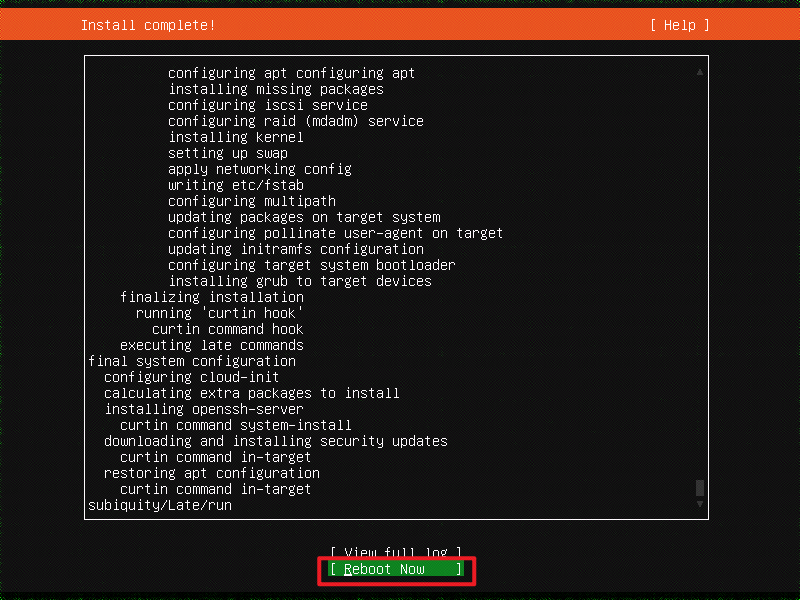 Install complete!
[ Help ]
configuring apt configuring apt
installing missing packages
configuring iscsi service
configuring raid (mdadm) service
installing kernel
setting up swap
apply networking config
writing etc/fstab
configuring multipath
updating packages on target system
configuring pollinate user-agent on target
updating initramfs configuration
configuring target system bootloader
installing grub to target devices
finalizing installation
running 'curtin hook'
curtin command hook
executing late commands
final system configuration
configuring cloud-init
calculating extra packages to install
installing openssh-server
curtin command system-install
downloading and installing security updates
curtin command in-target
restoring apt configuration
curtin command in-target
subiquity/Late/run
[ View full log ]
[ Reboot Now ]